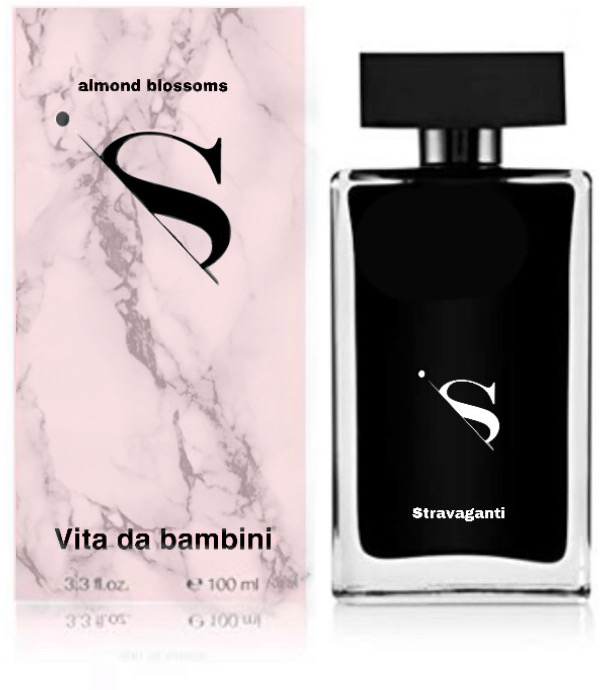 almond blossoms
S
Vita da bambini
3.3 fl.oz. ℮ 100 ml
S
Stravaganti